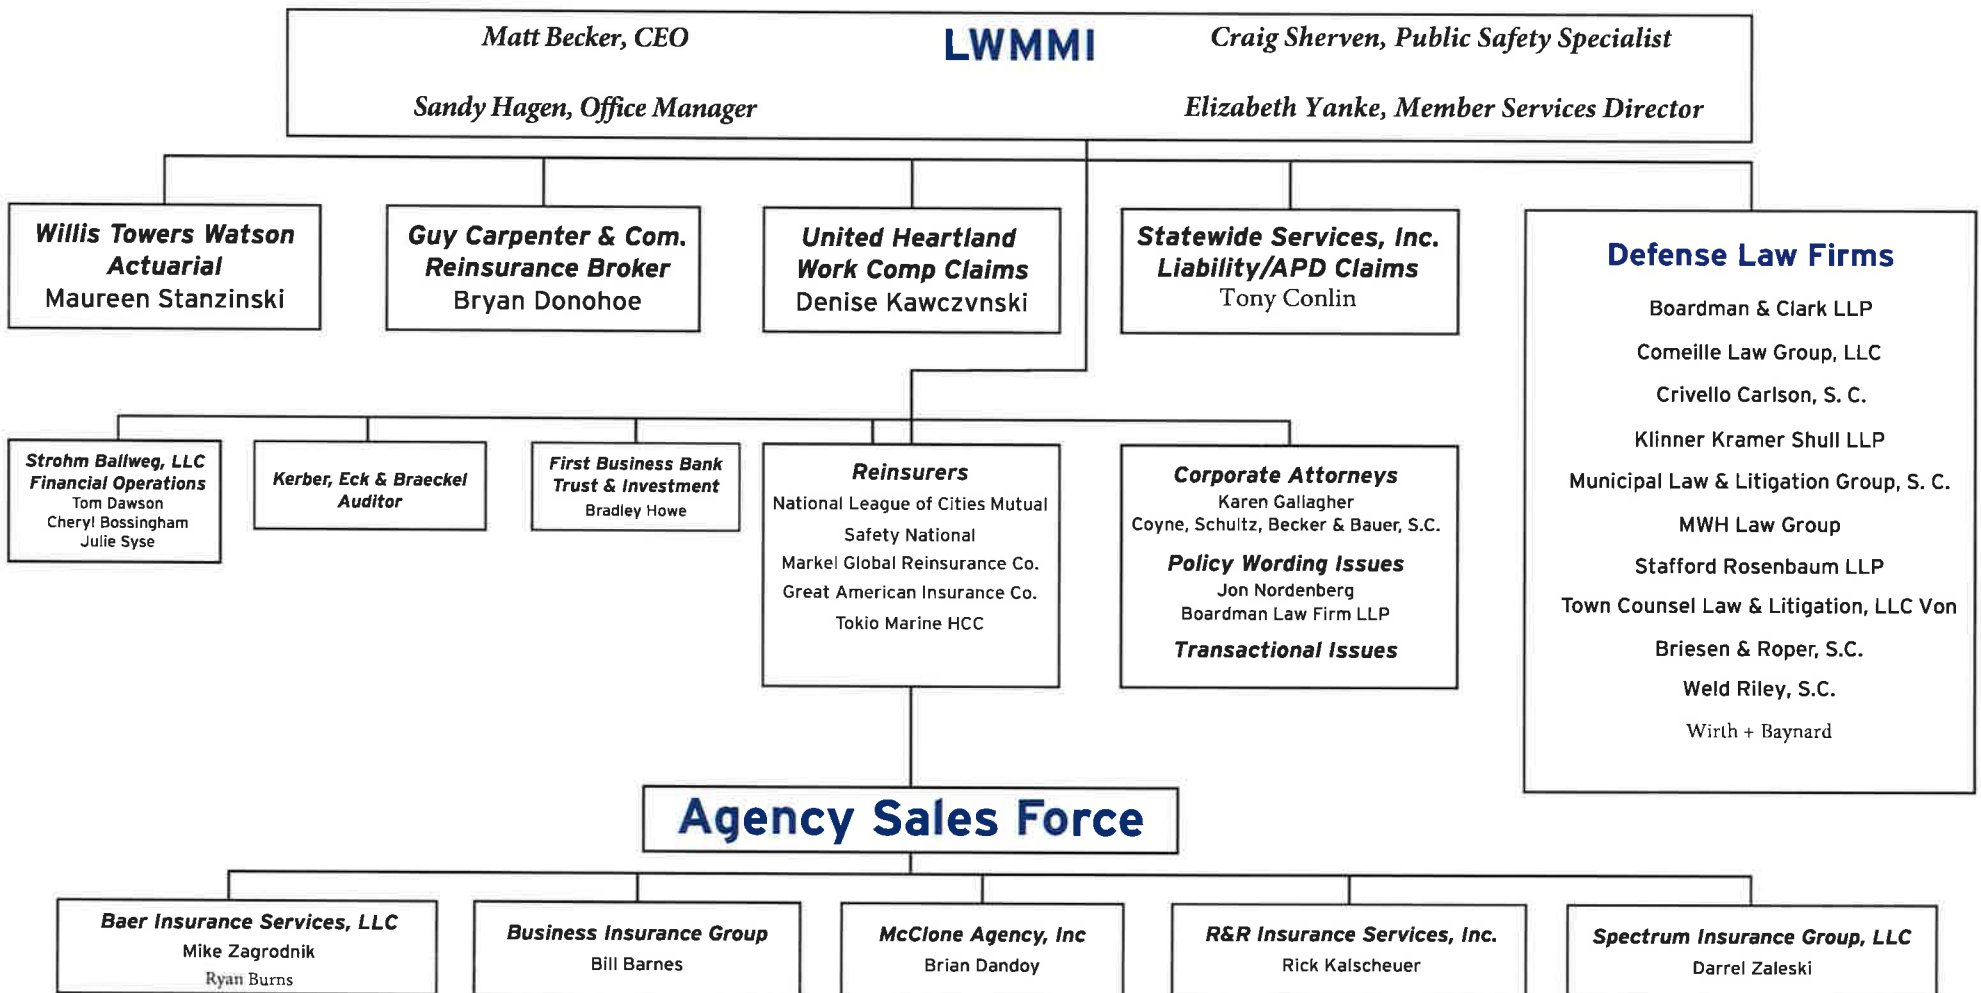 Matt Becker, CEO
LWMMI
Craig Sherven, Public Safety Specialist
Sandy Hagen, Office Manager
Elizabeth Yanke, Member Services Director
Willis Towers Watson
Actuarial
Maureen Stanzinski
Guy Carpenter & Com.
Reinsurance Broker
Bryan Donohoe
United Heartland
Work Comp Claims
Denise Kawczvnski
Statewide Services, Inc.
Liability/APD Claims
Tony Conlin
Defense Law Firms
Boardman & Clark LLP
Comeille Law Group, LLC
Crivello Carlson, S. C.
Klinner Kramer Shull LLP
Municipal Law & Litigation Group, S. C.
MWH Law Group
Stafford Rosenbaum LLP
Town Counsel Law & Litigation, LLC Von
Briesen & Roper, S.C.
Weld Riley, S.C.
Wirth + Baynard
Strohm Ballweg, LLC
Financial Operations
Tom Dawson
Cheryl Bossingham
Julie Syse
Kerber, Eck & Braeckel
Auditor
First Business Bank
Trust & Investment
Bradley Howe
Reinsurers
National League of Cities Mutual
Safety National
Markel Global Reinsurance Co.
Great American Insurance Co.
Tokio Marine HCC
Corporate Attorneys
Karen Gallagher
Coyne, Schultz, Becker & Bauer, S.C.
Policy Wording Issues
Jon Nordenberg
Boardman Law Firm LLP
Transactional Issues
Agency Sales Force
Baer Insurance Services, LLC
Mike Zagrodnik
Ryan Burns
Business Insurance Group
Bill Barnes
McClone Agency, Inc
Brian Dandoy
R&R Insurance Services, Inc.
Rick Kalscheuer
Spectrum Insurance Group, LLC
Darrel Zaleski